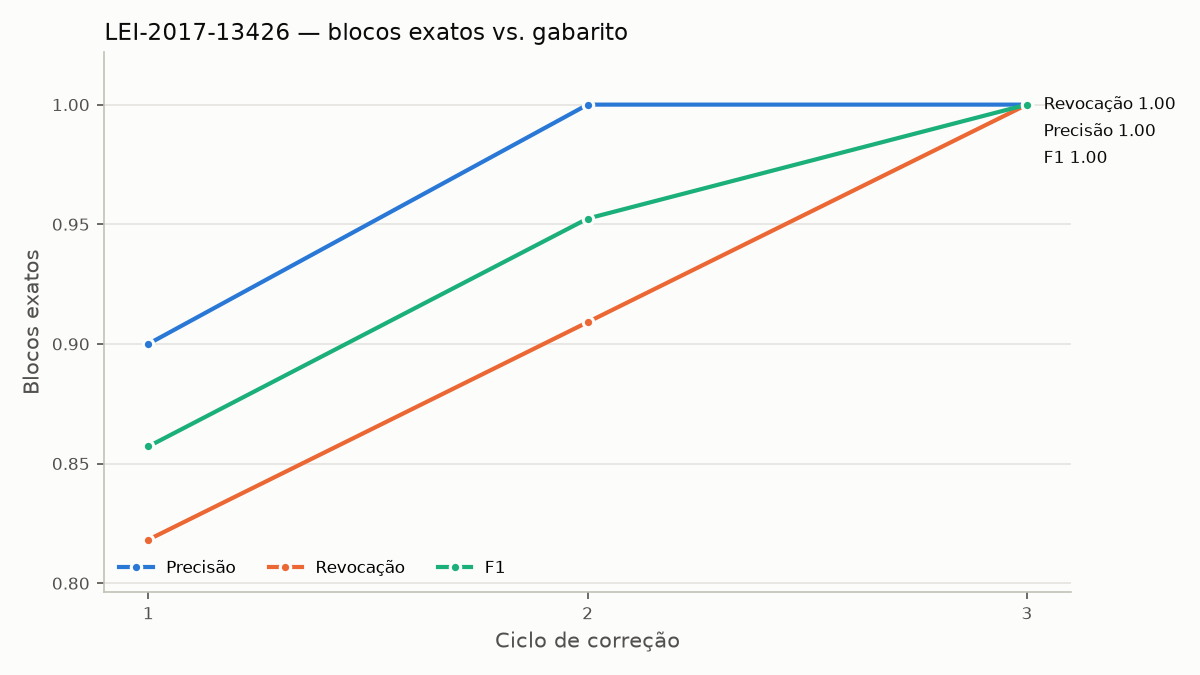 LEI-2017-13426 — blocos exatos vs. gabarito
Blocos exatos
1.00
0.95
0.90
0.85
0.80
Revocação 1.00
Precisão 1.00
F1 1.00
Precisão Revocação F1
1 2 3
Ciclo de correção